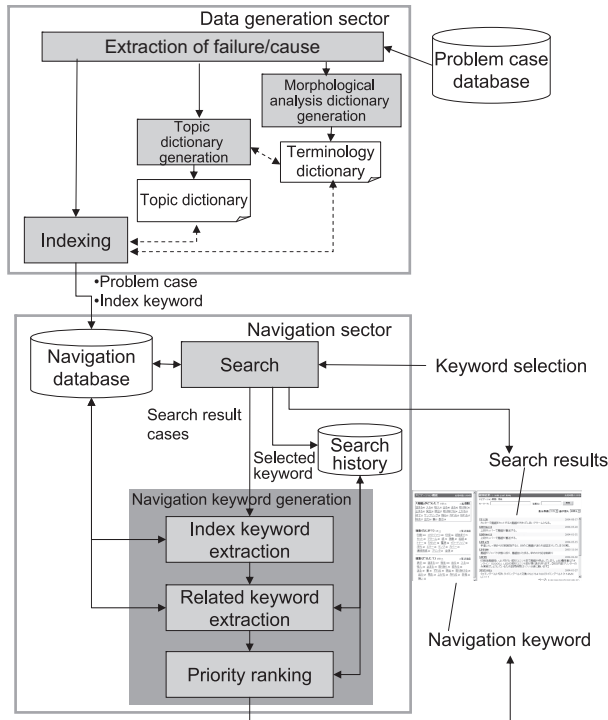 Data generation sector
Extraction of failure/cause
Problem case
database
Morphological
analysis dictionary
generation
Topic
dictionary
generation
Terminology
dictionary
Topic dictionary
Indexing
•Problem case
•Index keyword
Navigation sector
Navigation
database
Search
Keyword selection
Search result
cases
Selected
keyword
Search
history
Search results
Navigation keyword generation
Index keyword
extraction
Related keyword
extraction
Navigation keyword
Priority ranking